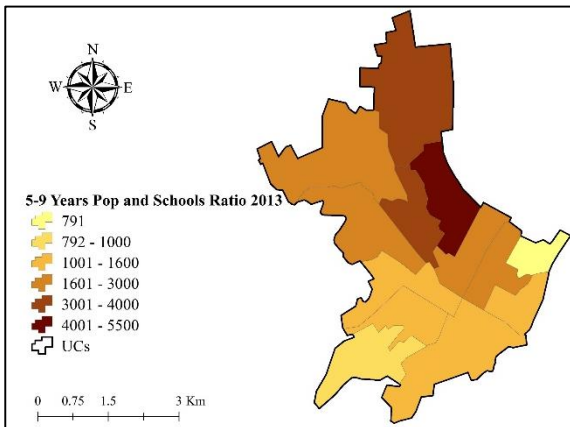 N
W E
S
5-9 Years Pop and Schools Ratio 2013
791
792 - 1000
1001 - 1600
1601 - 3000
3001 - 4000
4001 - 5500
UCs
0 0.75 1.5 3 Km